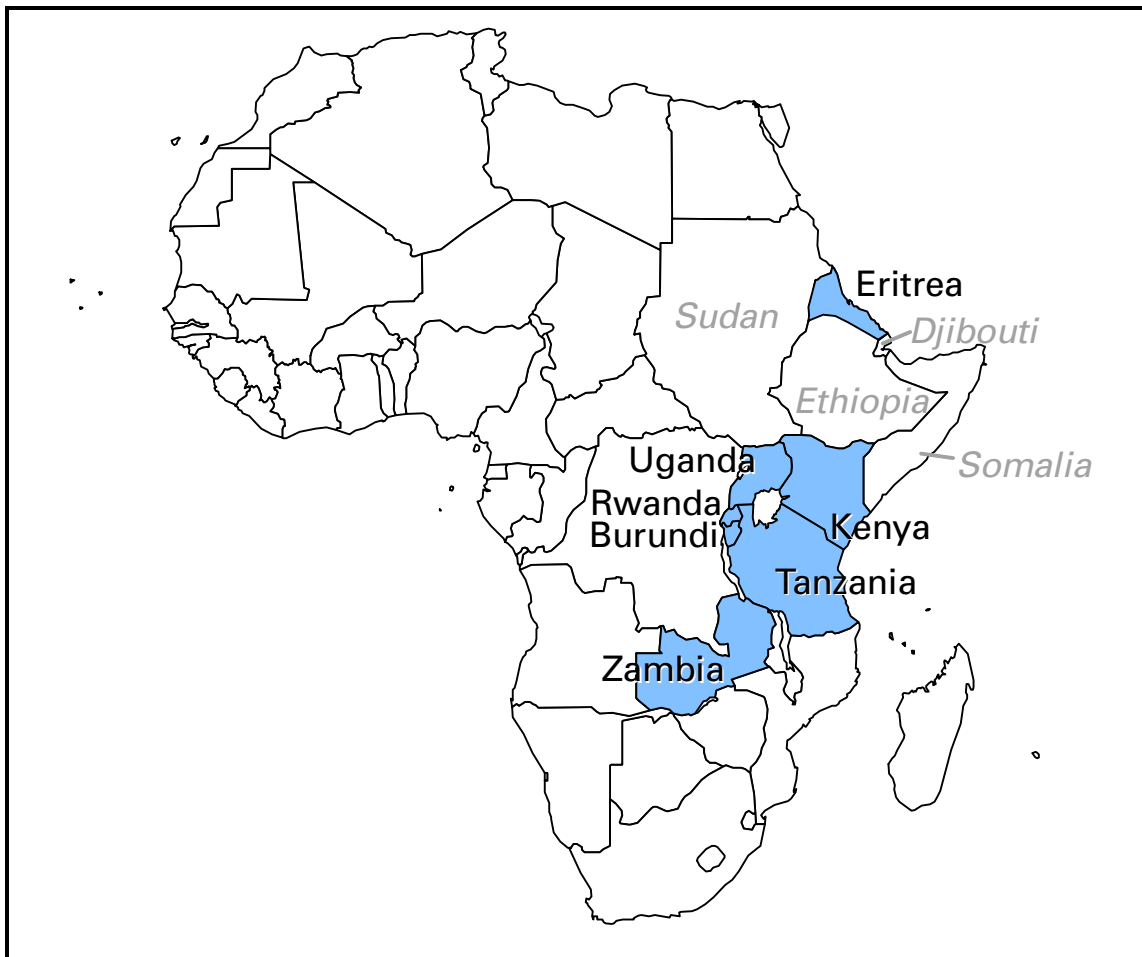 Eritrea
Sudan
Djibouti
Ethiopia
Uganda
Somalia
Rwanda
Burundi
Kenya
Tanzania
Zambia